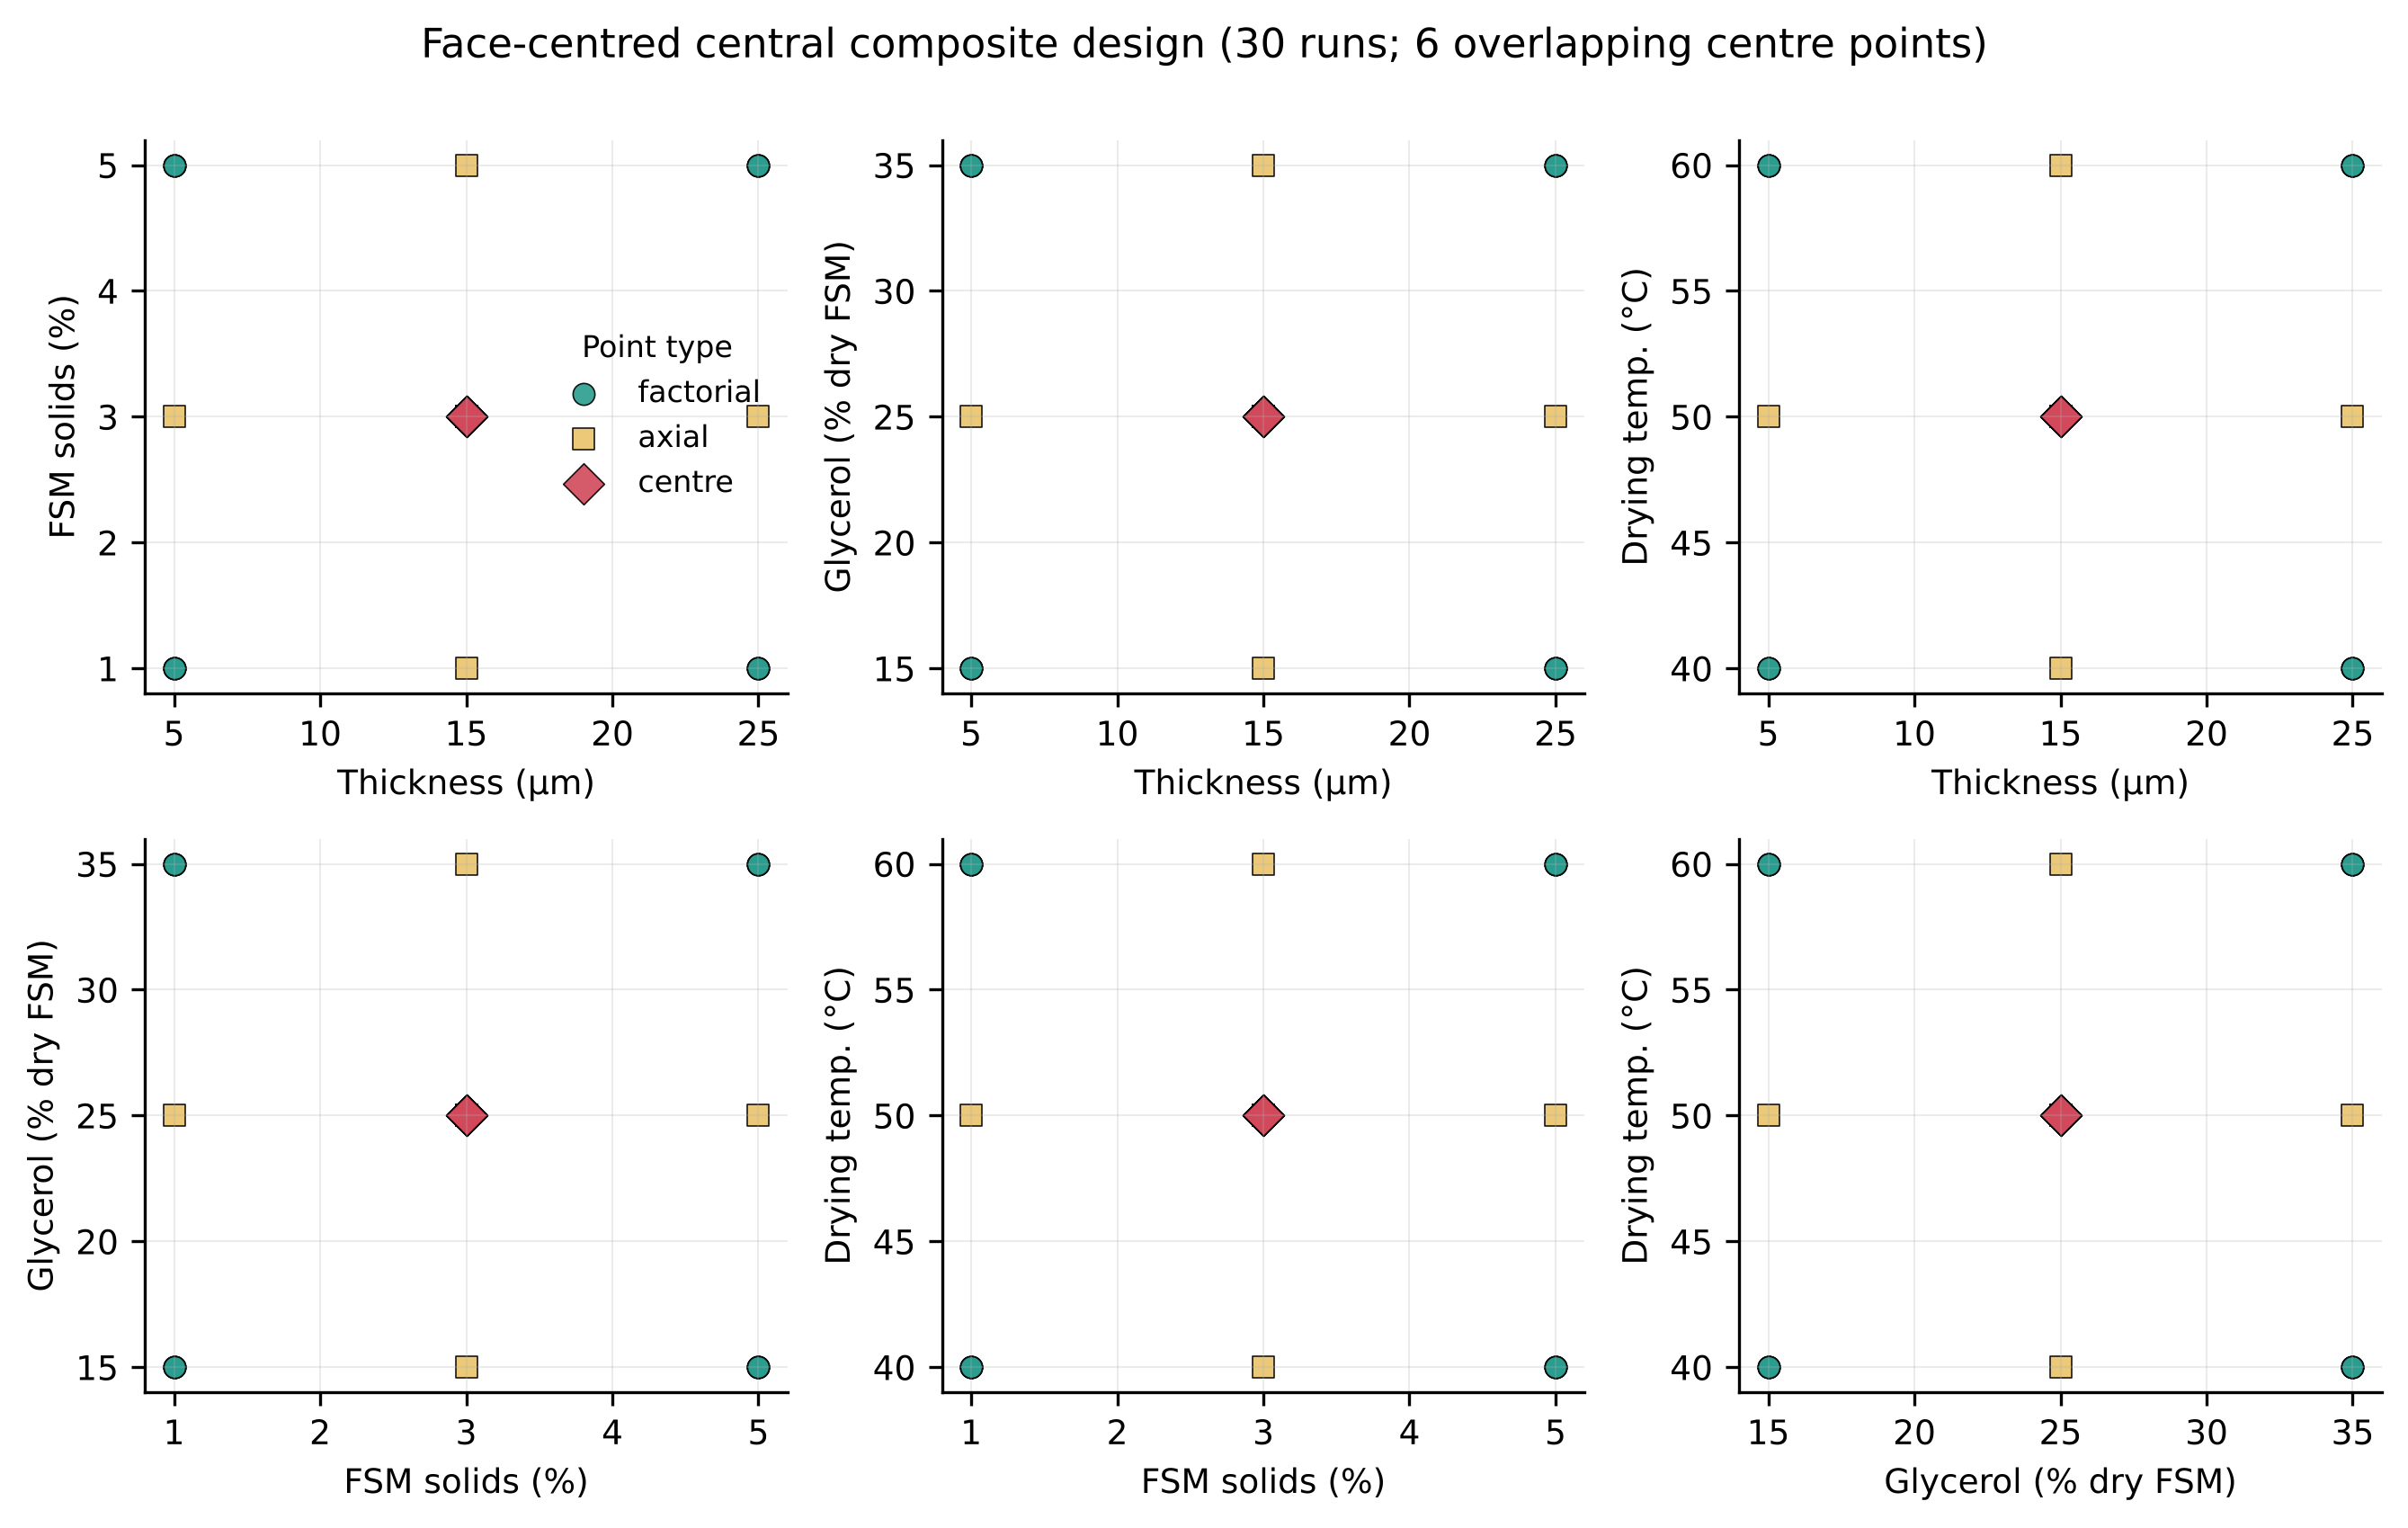 Face-centred central composite design (30 runs; 6 overlapping centre points)
FSM solids (%)
5
4
3
2
1
Point type
factorial
axial
centre
5 10 15 20 25
Thickness (µm)
Glycerol (% dry FSM)
35
30
25
20
15
5 10 15 20 25
Thickness (µm)
Drying temp. (°C)
60
55
50
45
40
5 10 15 20 25
Thickness (µm)
Glycerol (% dry FSM)
35
30
25
20
15
1 2 3 4 5
FSM solids (%)
Drying temp. (°C)
60
55
50
45
40
1 2 3 4 5
FSM solids (%)
Drying temp. (°C)
60
55
50
45
40
15 20 25 30 35
Glycerol (% dry FSM)